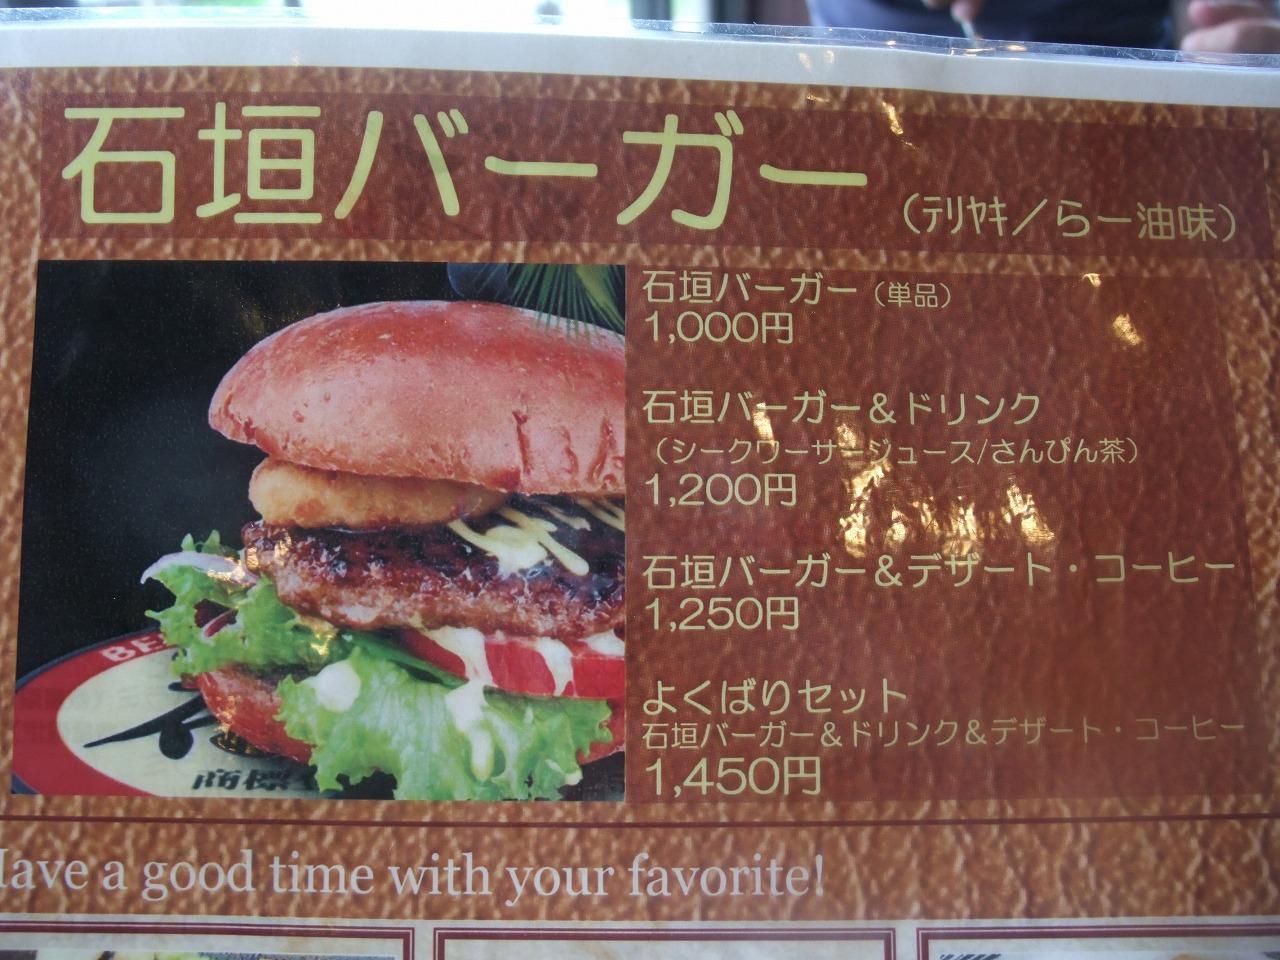 石垣バーガー(ﾃﾘﾔｷ/らー油味)
石垣バーガー(単品)
1,000円
石垣バーガー&ドリンク
(シークワーサージュース/さんぴん茶)
1,200円
石垣バーガー&デザート・コーヒー
1,250円
よくばりセット
石垣バーガー&ドリンク&デザート・コーヒー
1,450円
商標
Have a good time with your favorite!